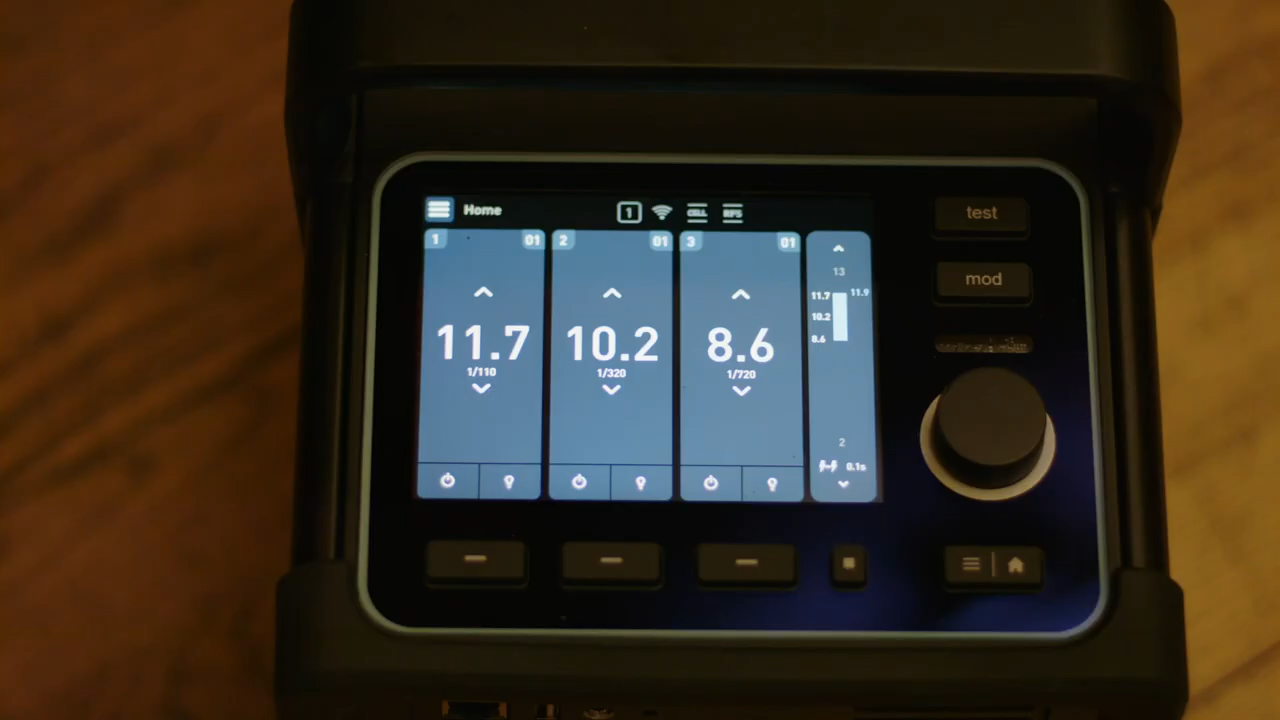 Home
1
CELL
RFS
1 01
11.7
1/110
2 01
10.2
1/320
3 01
8.6
1/720
13
11.7 11.9
10.2
8.6
2
0.1s
test
mod